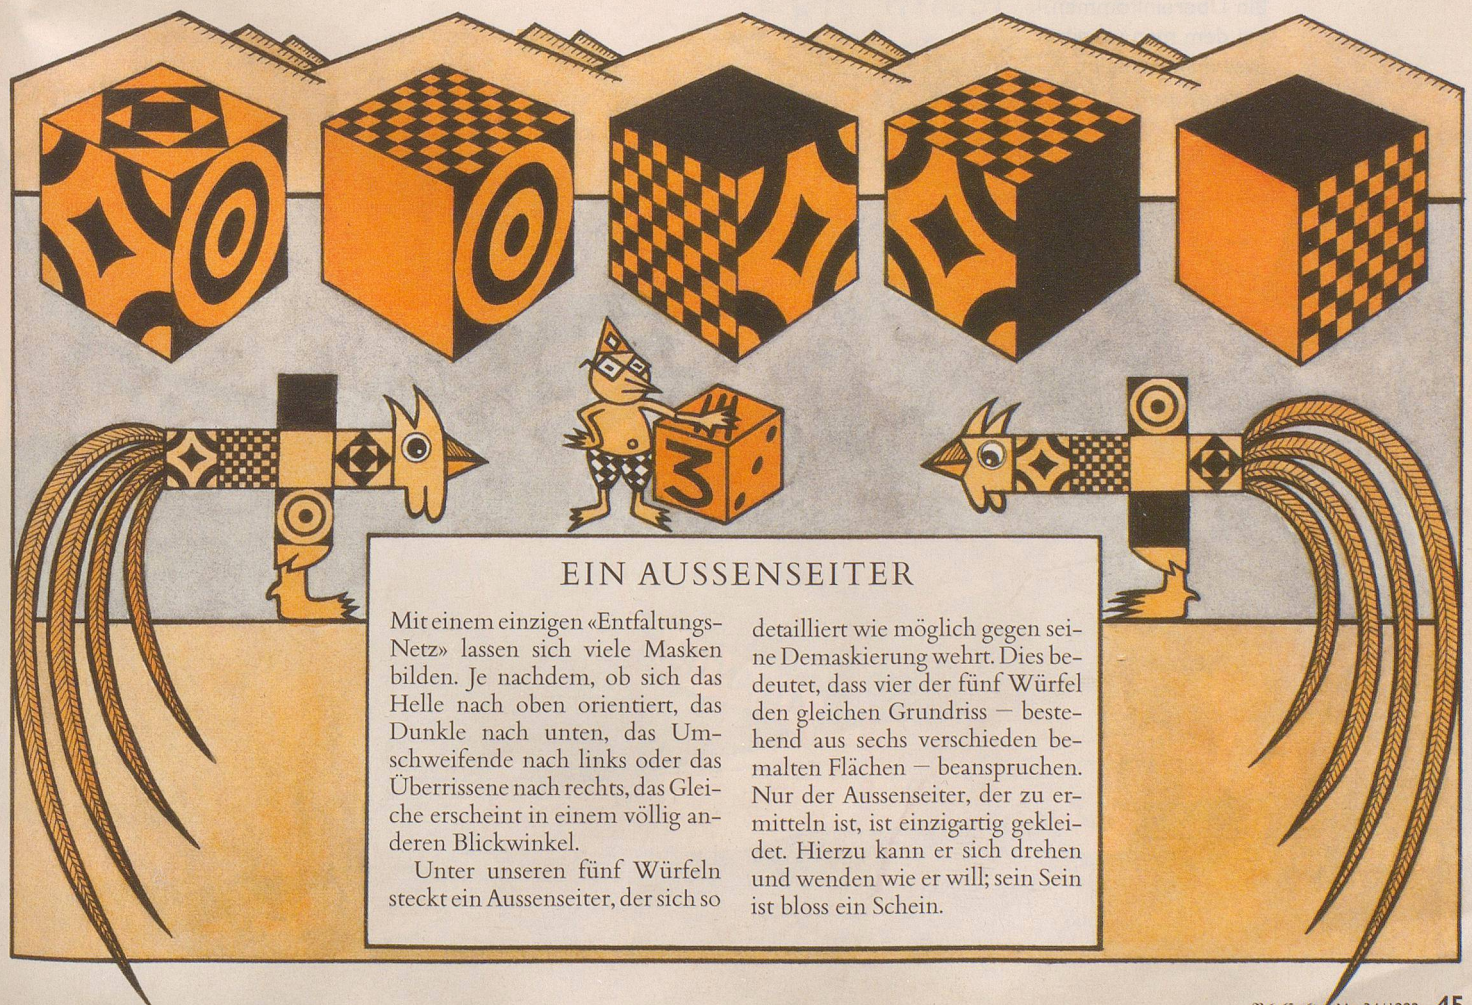 3
EIN AUSSENSEITER
Mit einem einzigen «Entfaltungs-
Netz» lassen sich viele Masken
bilden. Je nachdem, ob sich das
Helle nach oben orientiert, das
Dunkle nach unten, das Um-
schweifende nach links oder das
Überrissene nach rechts, das Glei-
che erscheint in einem völlig an-
deren Blickwinkel.
Unter unseren fünf Würfeln
steckt ein Aussenseiter, der sich so
detailliert wie möglich gegen sei-
ne Demaskierung wehrt. Dies be-
deutet, dass vier der fünf Würfel
den gleichen Grundriss — beste-
hend aus sechs verschieden be-
malten Flächen — beanspruchen.
Nur der Aussenseiter, der zu er-
mitteln ist, ist einzigartig geklei-
det. Hierzu kann er sich drehen
und wenden wie er will; sein Sein
ist bloss ein Schein.
45